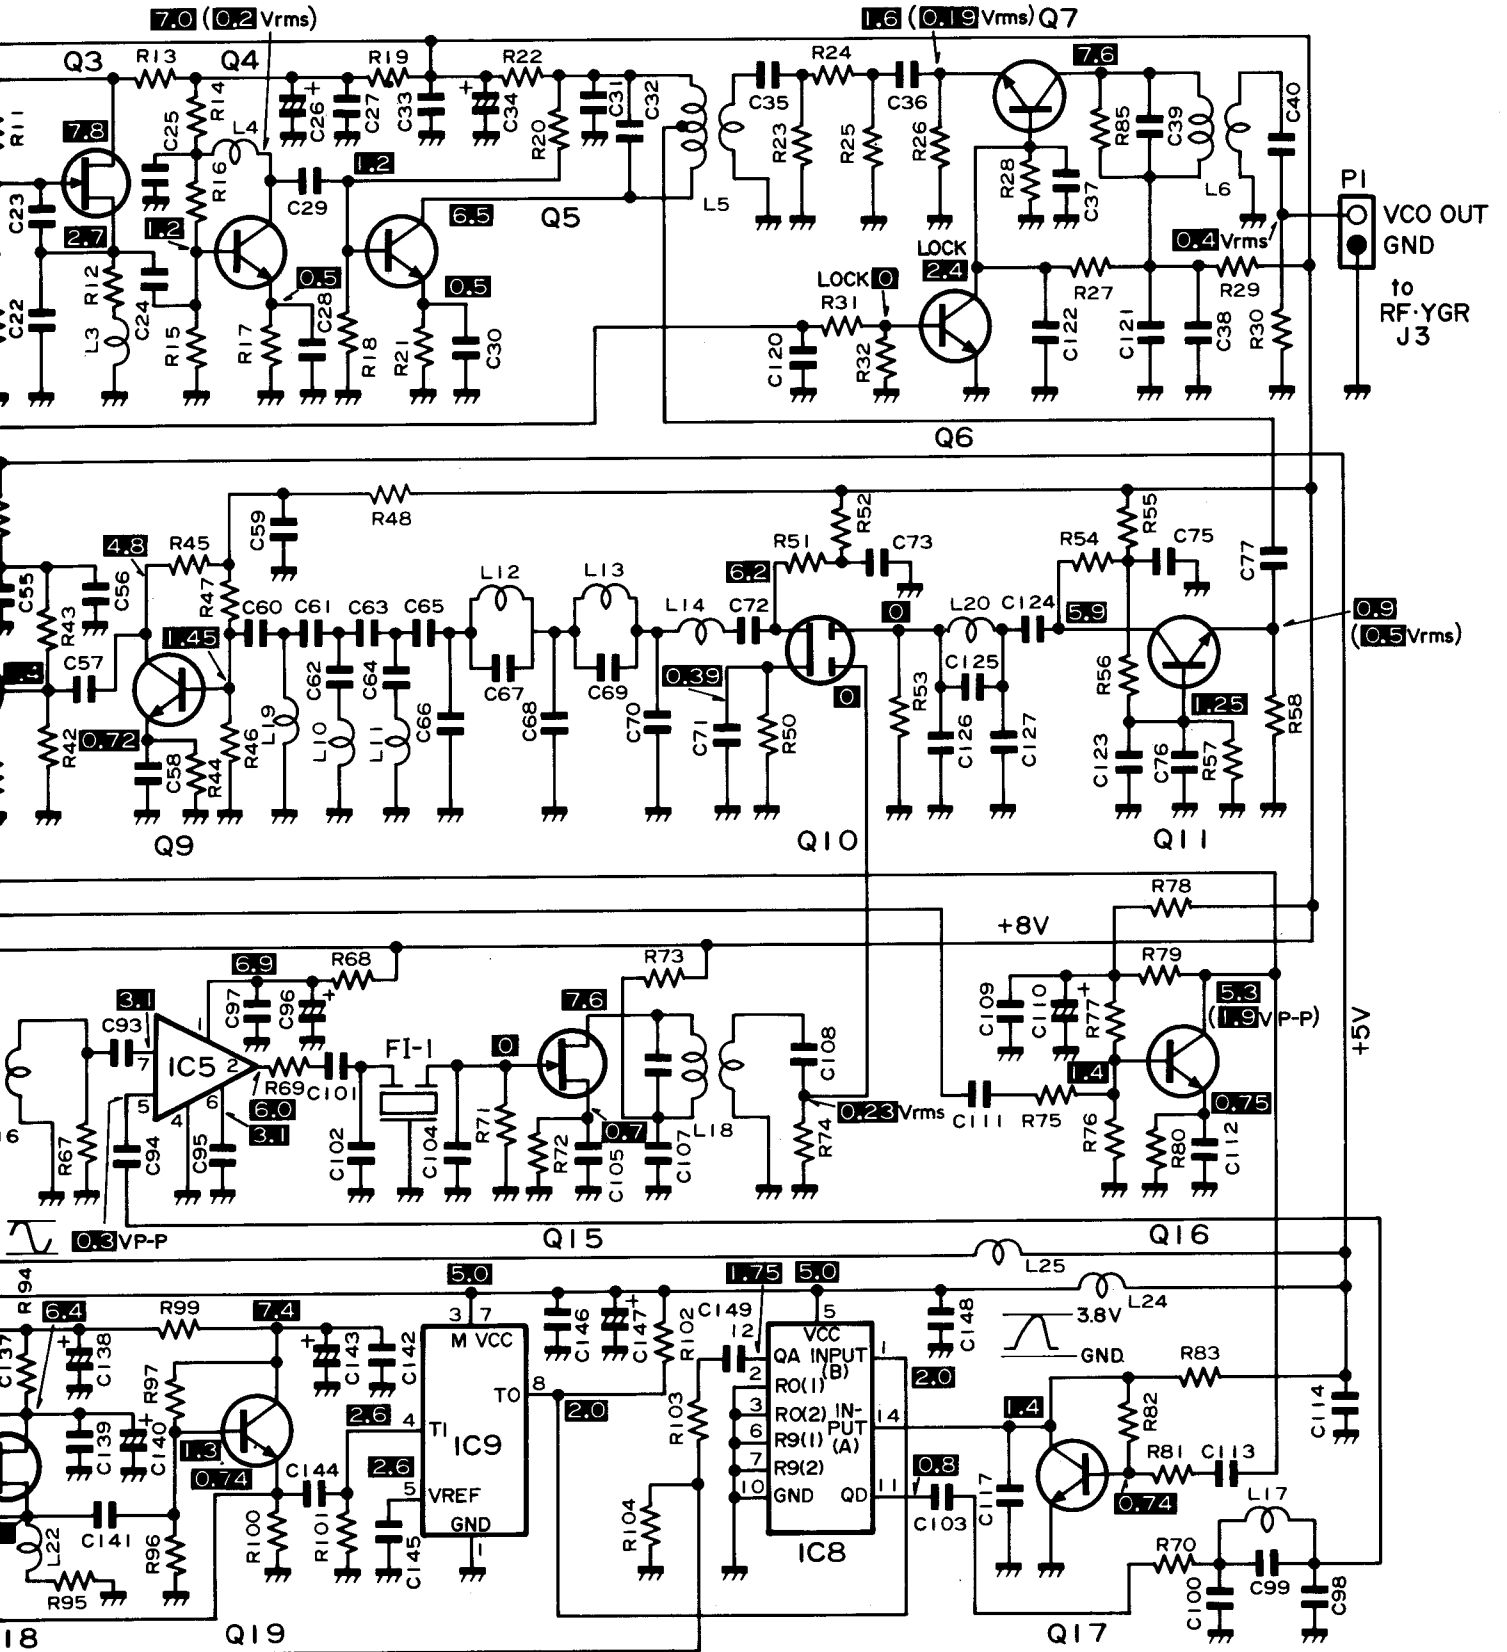 7.0 (0.2 Vrms)
1.6 (0.19 Vrms) Q7
Q3 R13 Q4 R19 R22 R24 7.6
R11 7.8 C25 R14 L4 C26 + C27 C33 + C34 R20 C31 C32 C35 R23 R25 C36 R26 R85 C39 C40
C23 R16 1.2 C29 R28 C37 L6 P1
2.7 1.2 6.5 Q5 L5 0.4 Vrms VCO OUT
GND
LOCK
2.4
C22 R12 L3 C24 R15 R17 0.5 C28 R18 R21 0.5 C30 LOCK 0 R31 R27 R29 to
RF·YGR
J3
C120 R32 C122 C121 C38 R30
Q6
R48 C59 R52 R55
4.8 R45 R51 C73 R54 C75 C77
C55 R43 C56 R47 L12 L13 6.2
C60 C61 C63 C65 L14 C72 0 L20 C124 5.9 0.9
(0.5 Vrms)
1.45 C57 C62 C64 C67 C69 0.39 0 R53 C125 R56 1.25 R58
R42 0.72 C58 R44 R46 L19 L10 L11 C66 C68 C70 C71 R50 C126 C127 C123 C76 R57
Q9 Q10 Q11
R78
+8V
6.9 R68 R73 R79
3.1 C93 C97 C96 + 7.6 C109 C110 + R77 5.3
(1.9 VP-P)
+5V
7 IC5 1 2 FI-1 0 C108
5 4 6 R69 C101 6.0 1.4
3.1 0.23 Vrms 0.75
16 R67 C94 C95 C102 C104 R71 R72 0.7 C105 C107 L18 R74 C111 R75 R76 R80 C112
0.3 VP-P Q15 Q16
L25
R94 5.0 1.75 5.0 L24
6.4 R99 7.4 3 7 C149 5 3.8V
GND
C137 + C138 R97 + C143 C142 M VCC C146 C147 + R102 12 VCC C148 R83
QA INPUT 1
(B)
2 R0(1) 2.0
TO 8 2.0 3 R0(2) IN- 14 1.4 R82 C114
C139 C140 + 1.3 2.6 4 TI R103 6 R9(1) PUT
(A)
0.74 IC9 7 R9(2) R81 C113
C144 2.6 5 VREF 10 GND QD 11 0.8 C117 0.74 L17
C141 R96 R100 R101 C145 GND
1
R104 IC8 C103 R70 C99
L22 R95 C100 C98
18 Q19 Q17